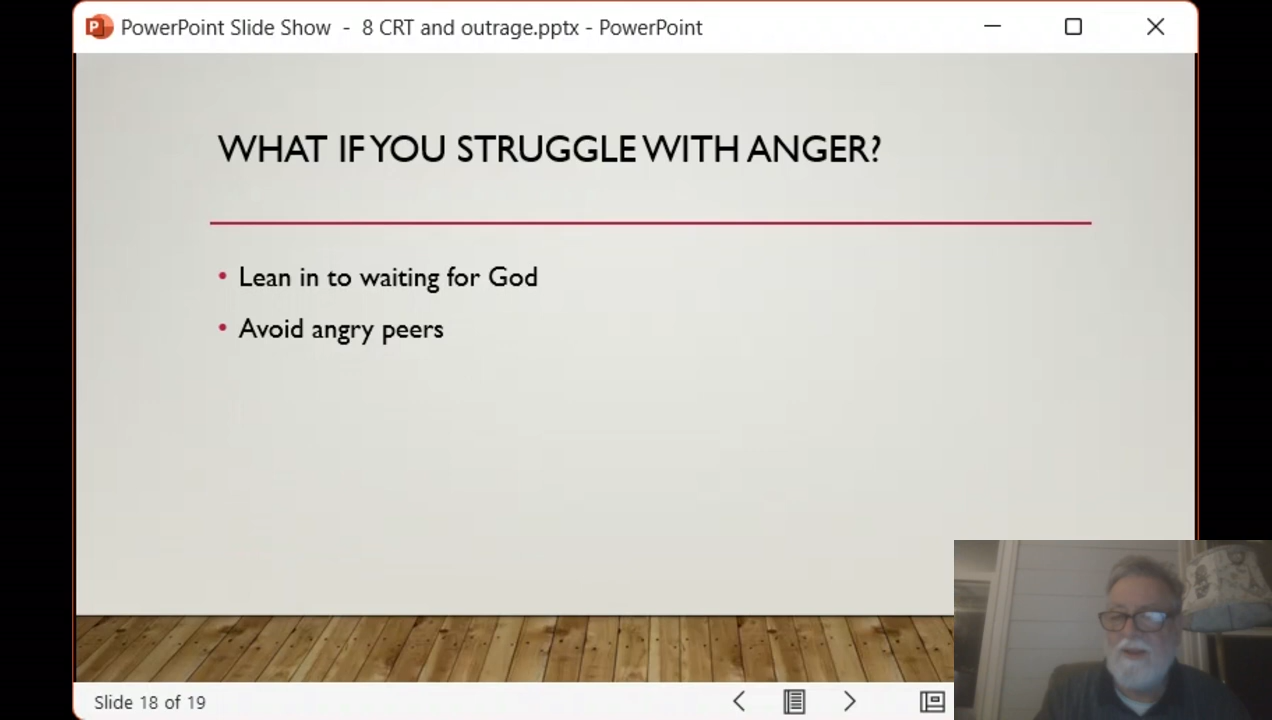 PowerPoint Slide Show - 8 CRT and outrage.pptx - PowerPoint
WHAT IF YOU STRUGGLE WITH ANGER?
• Lean in to waiting for God
• Avoid angry peers
Slide 18 of 19